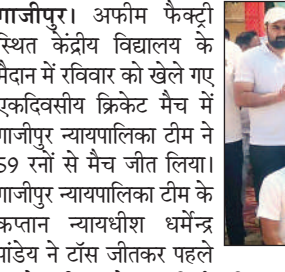 गाजीपुर। अफीम फैक्ट्री
स्थित केंद्रीय विद्यालय के
मैदान में रविवार को खेले गए
एकदिवसीय क्रिकेट मैच में
गाजीपुर न्यायपालिका टीम ने
59 रनों से मैच जीत लिया।
गाजीपुर न्यायपालिका टीम के
कप्तान न्यायधीश धर्मेन्द्र
पांडेय ने टॉस जीतकर पहले